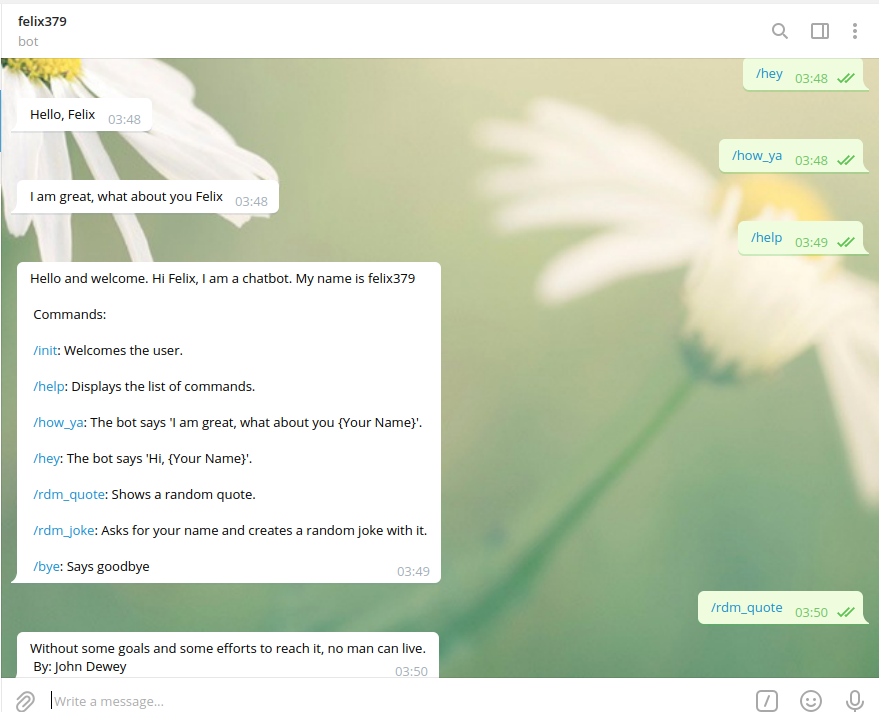 felix379
bot
/hey 03:48
Hello, Felix 03:48
/how_ya 03:48
I am great, what about you Felix 03:48
/help 03:49
Hello and welcome. Hi Felix, I am a chatbot. My name is felix379
Commands:
/init: Welcomes the user.
/help: Displays the list of commands.
/how_ya: The bot says 'I am great, what about you {Your Name}'.
/hey: The bot says 'Hi, {Your Name}'.
/rdm_quote: Shows a random quote.
/rdm_joke: Asks for your name and creates a random joke with it.
/bye: Says goodbye
03:49
/rdm_quote 03:50
Without some goals and some efforts to reach it, no man can live.
By: John Dewey
03:50
Write a message...